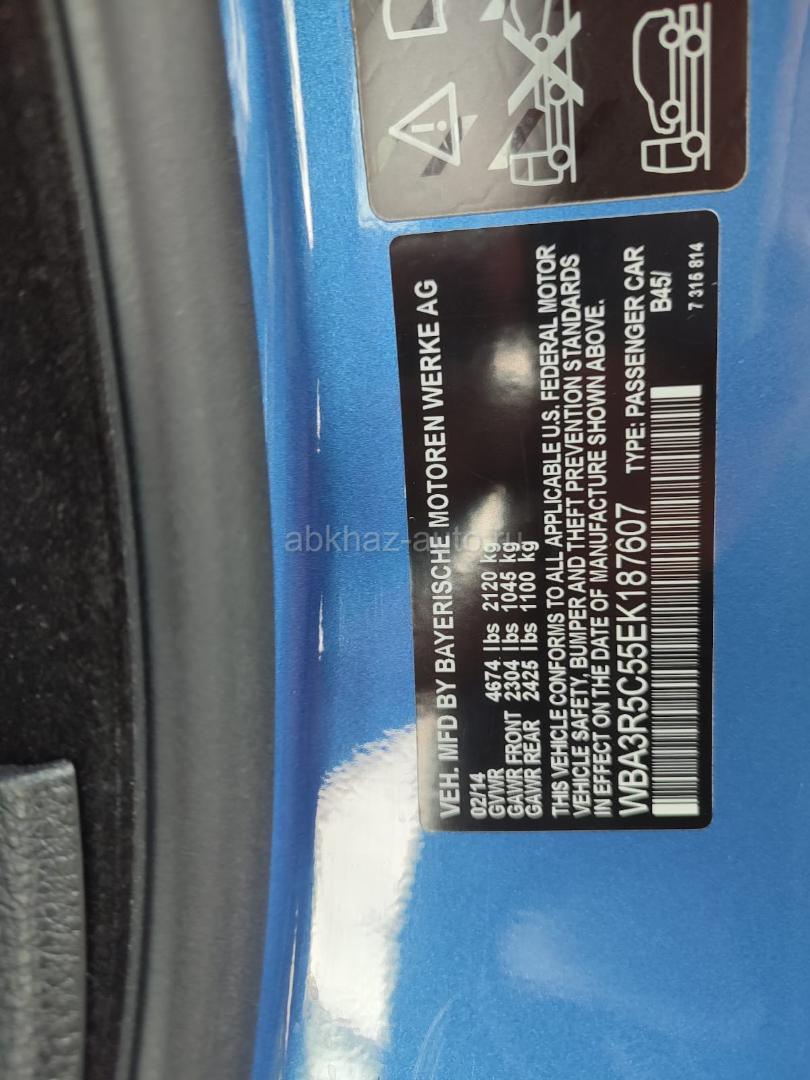 VEH. MFD BY BAYERISCHE MOTOREN WERKE AG
02/14
GVWR 4674 lbs 2120 kg
GAWR FRONT 2304 lbs 1045 kg
GAWR REAR 2425 lbs 1100 kg
THIS VEHICLE CONFORMS TO ALL APPLICABLE U.S. FEDERAL MOTOR
VEHICLE SAFETY, BUMPER AND THEFT PREVENTION STANDARDS
IN EFFECT ON THE DATE OF MANUFACTURE SHOWN ABOVE.
WBA3R5C55EK187607 TYPE: PASSENGER CAR
B45/
7 316 814
abkhaz-auto.ru